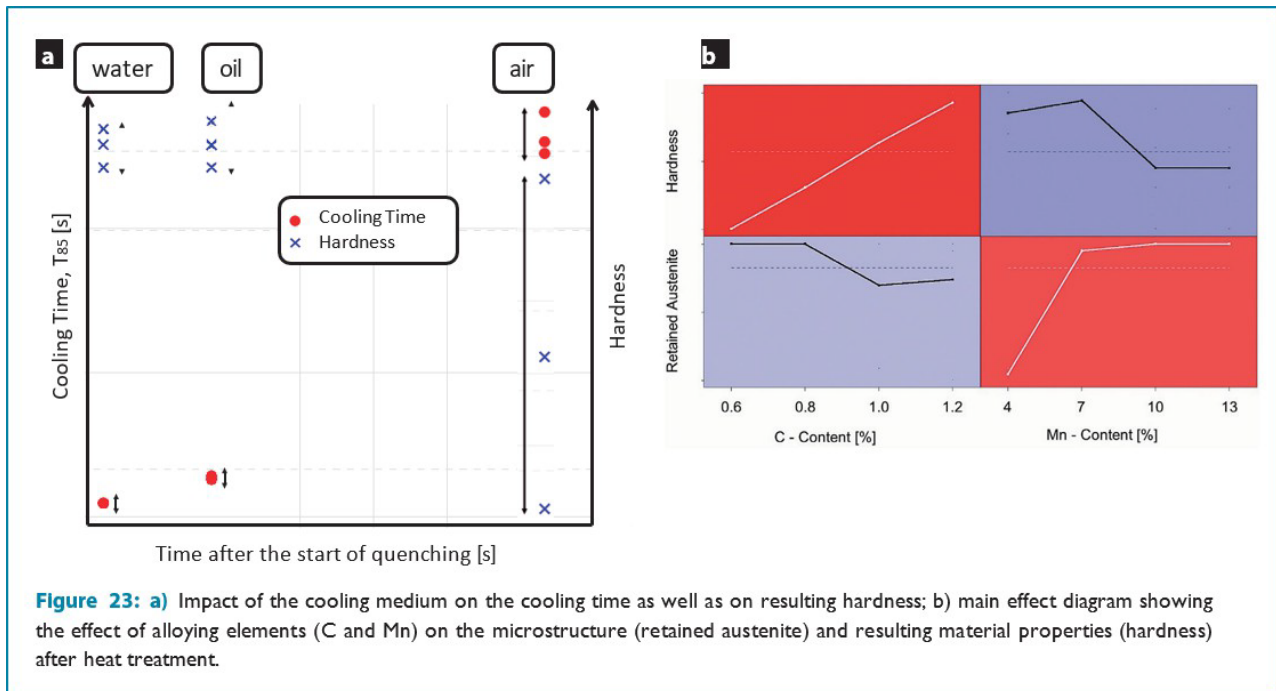 a
water
oil
air
Cooling Time, T85 [s]
Cooling Time
Hardness
Hardness
Time after the start of quenching [s]
b
Hardness
Retained Austenite
0.6 0.8 1.0 1.2 4 7 10 13
C - Content [%] Mn - Content [%]
Figure 23: a) Impact of the cooling medium on the cooling time as well as on resulting hardness; b) main effect diagram showing
the effect of alloying elements (C and Mn) on the microstructure (retained austenite) and resulting material properties (hardness)
after heat treatment.